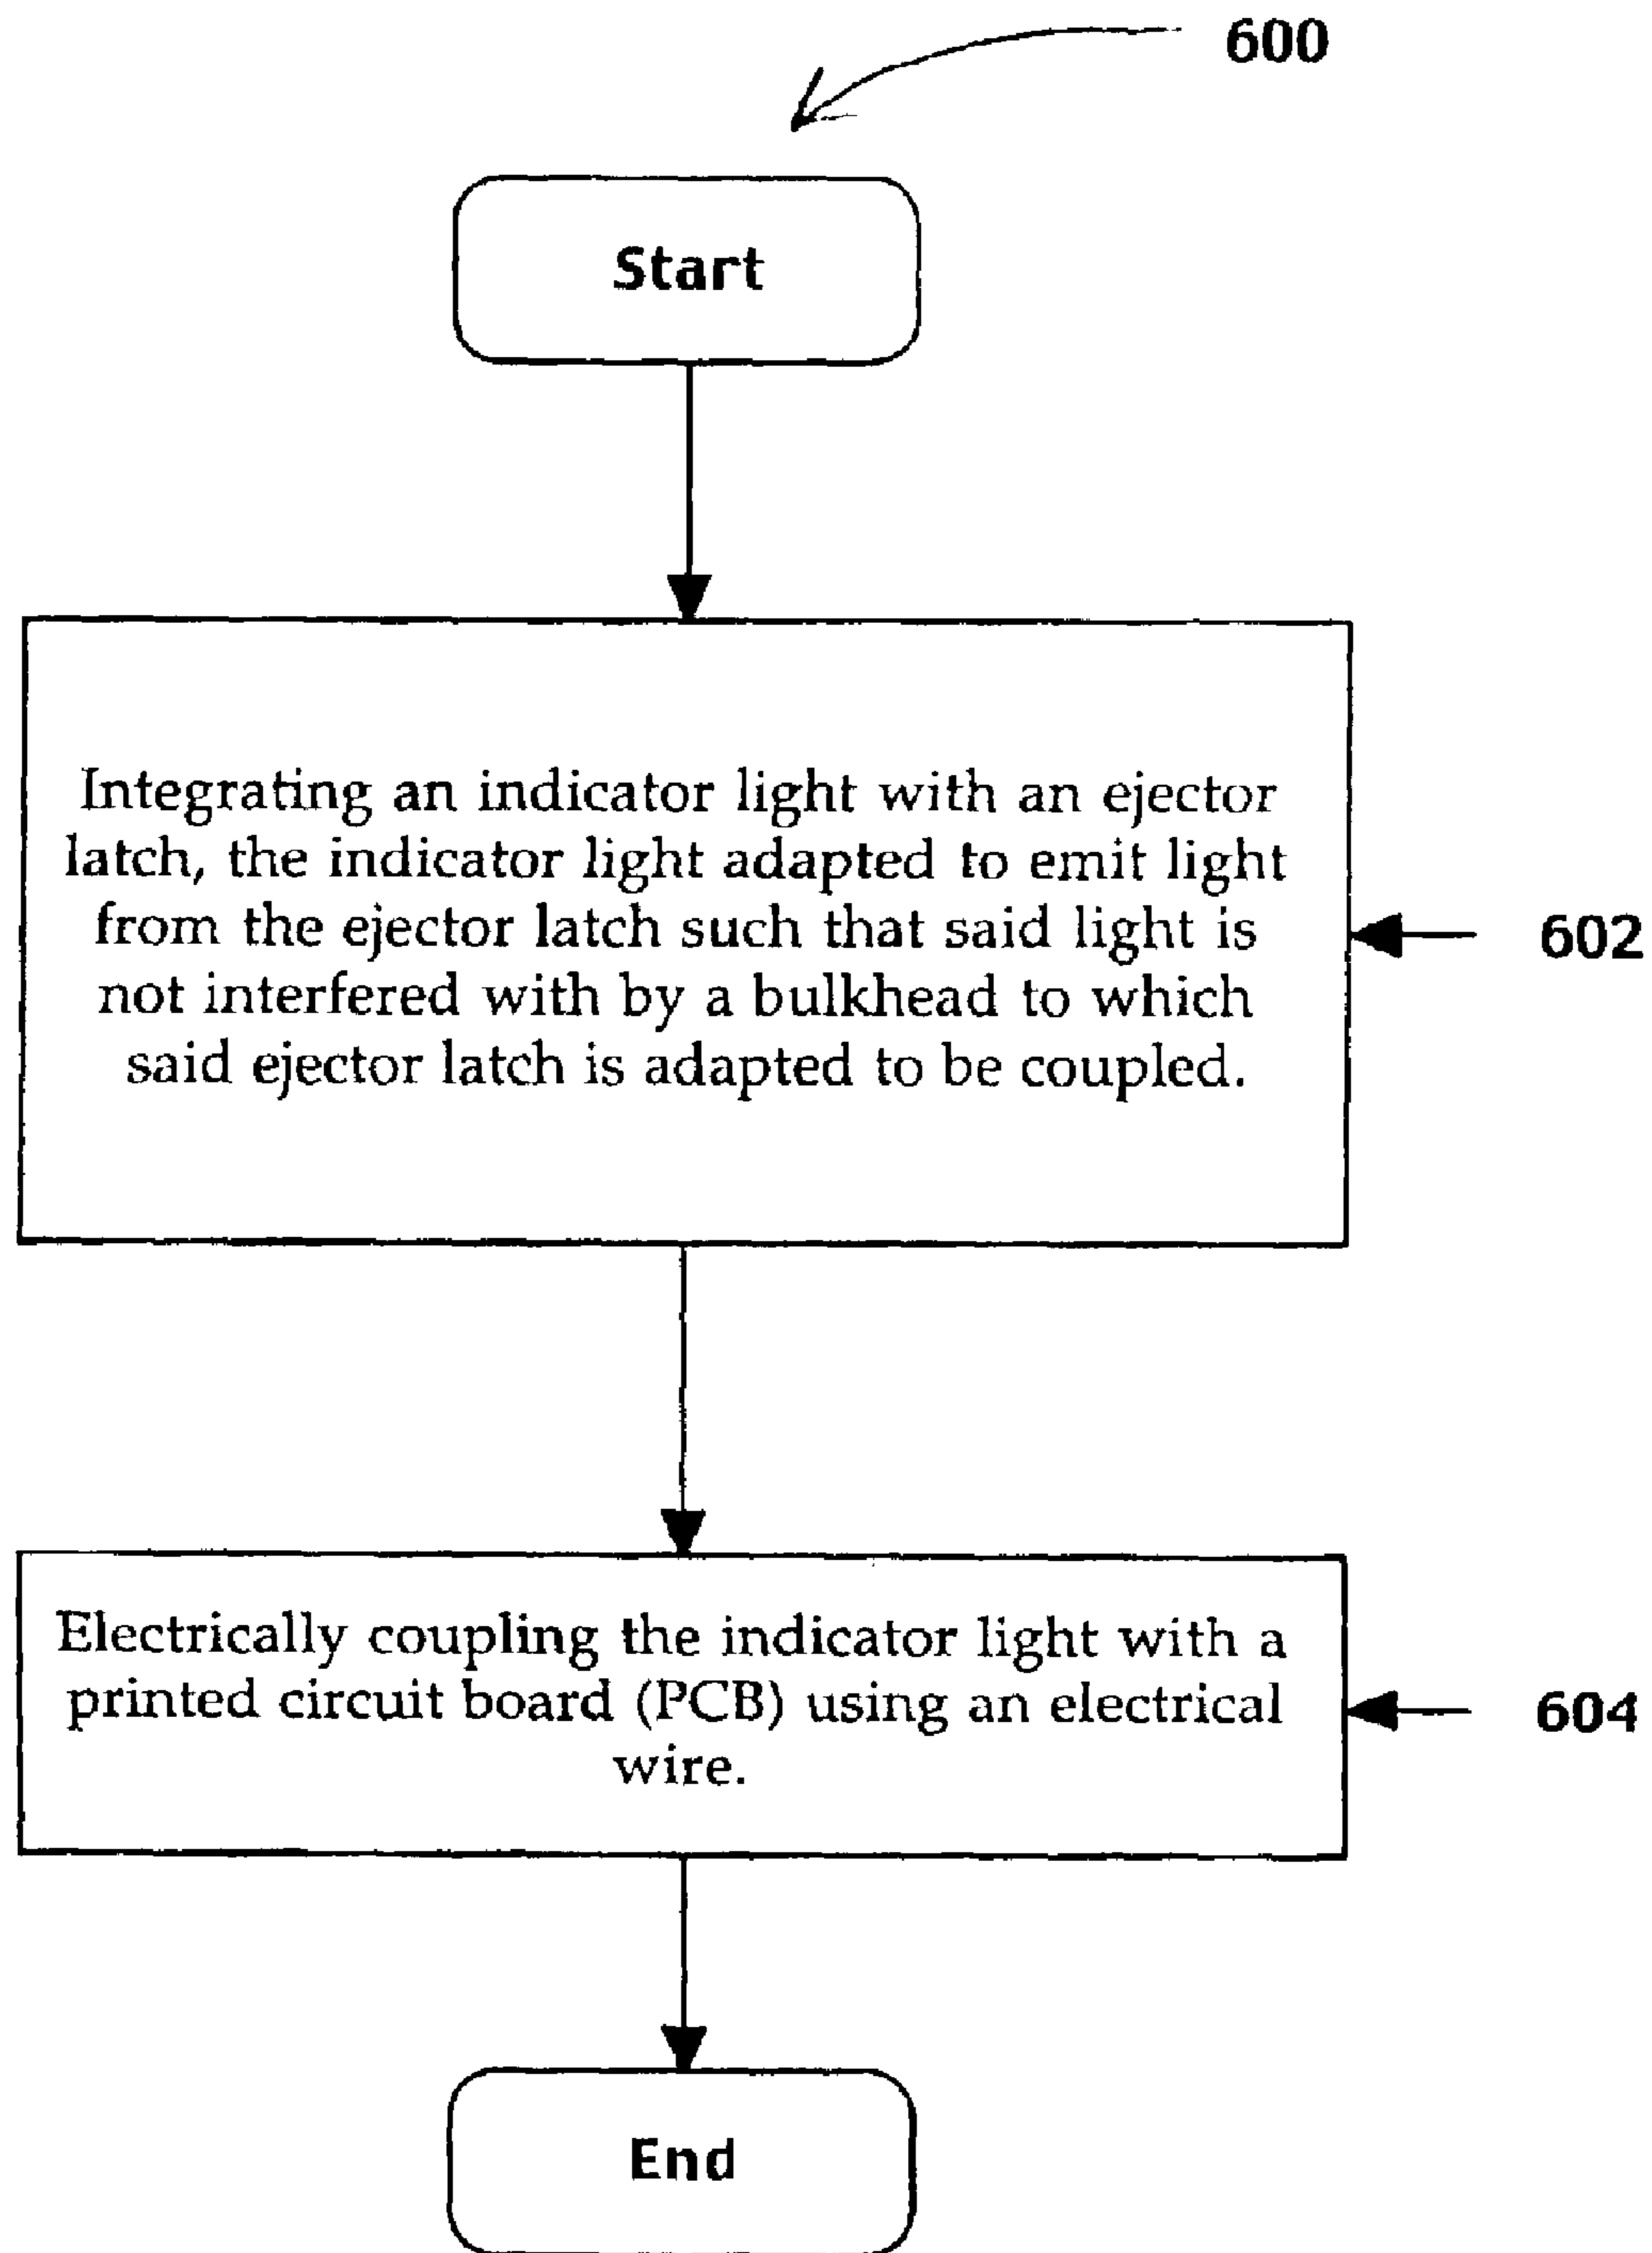 600
Start
Integrating an indicator light with an ejector
latch, the indicator light adapted to emit light
from the ejector latch such that said light is
not interfered with by a bulkhead to which
said ejector latch is adapted to be coupled.
602
Electrically coupling the indicator light with a
printed circuit board (PCB) using an electrical
wire.
604
End